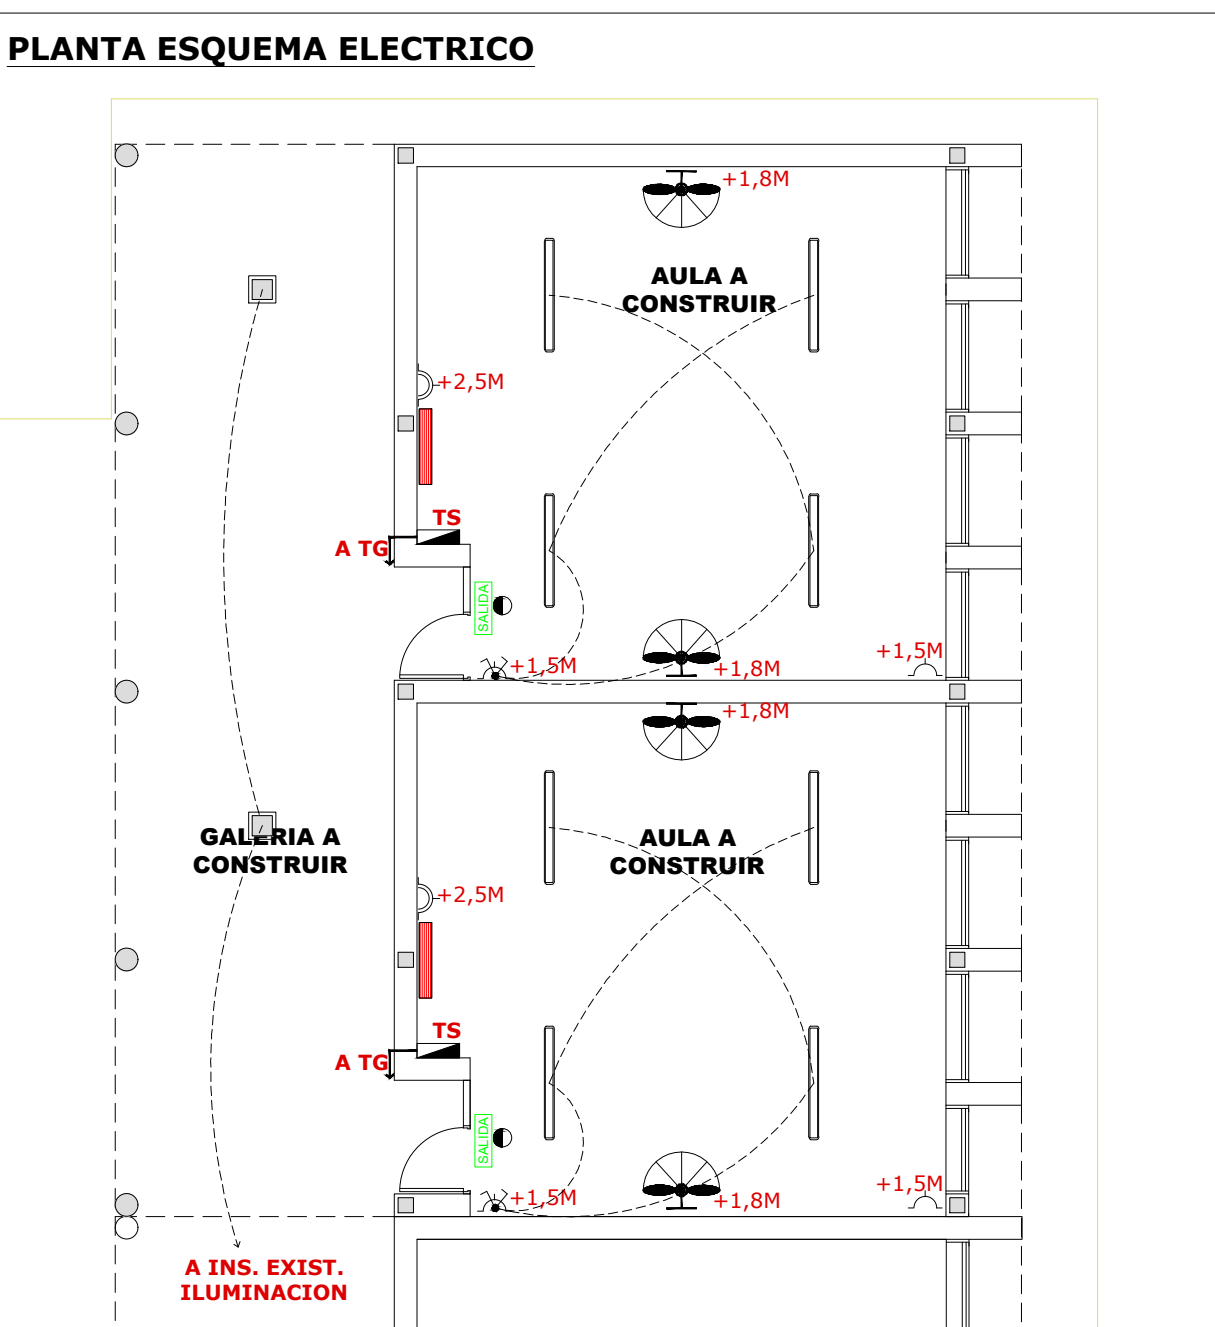 PLANTA ESQUEMA ELECTRICO
+1,8M
AULA A
CONSTRUIR
+2,5M
TS
A TG
SALIDA
+1,5M
+1,8M
+1,5M
+1,8M
GALERIA A
CONSTRUIR
AULA A
CONSTRUIR
+2,5M
TS
A TG
SALIDA
+1,5M
+1,8M
+1,5M
A INS. EXIST.
ILUMINACION